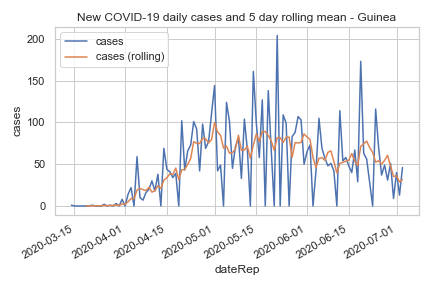 New COVID-19 daily cases and 5 day rolling mean - Guinea
cases
cases (rolling)
200
150
100
50
0
cases
2020-03-15
2020-04-01
2020-04-15
2020-05-01
2020-05-15
2020-06-01
2020-06-15
2020-07-01
dateRep